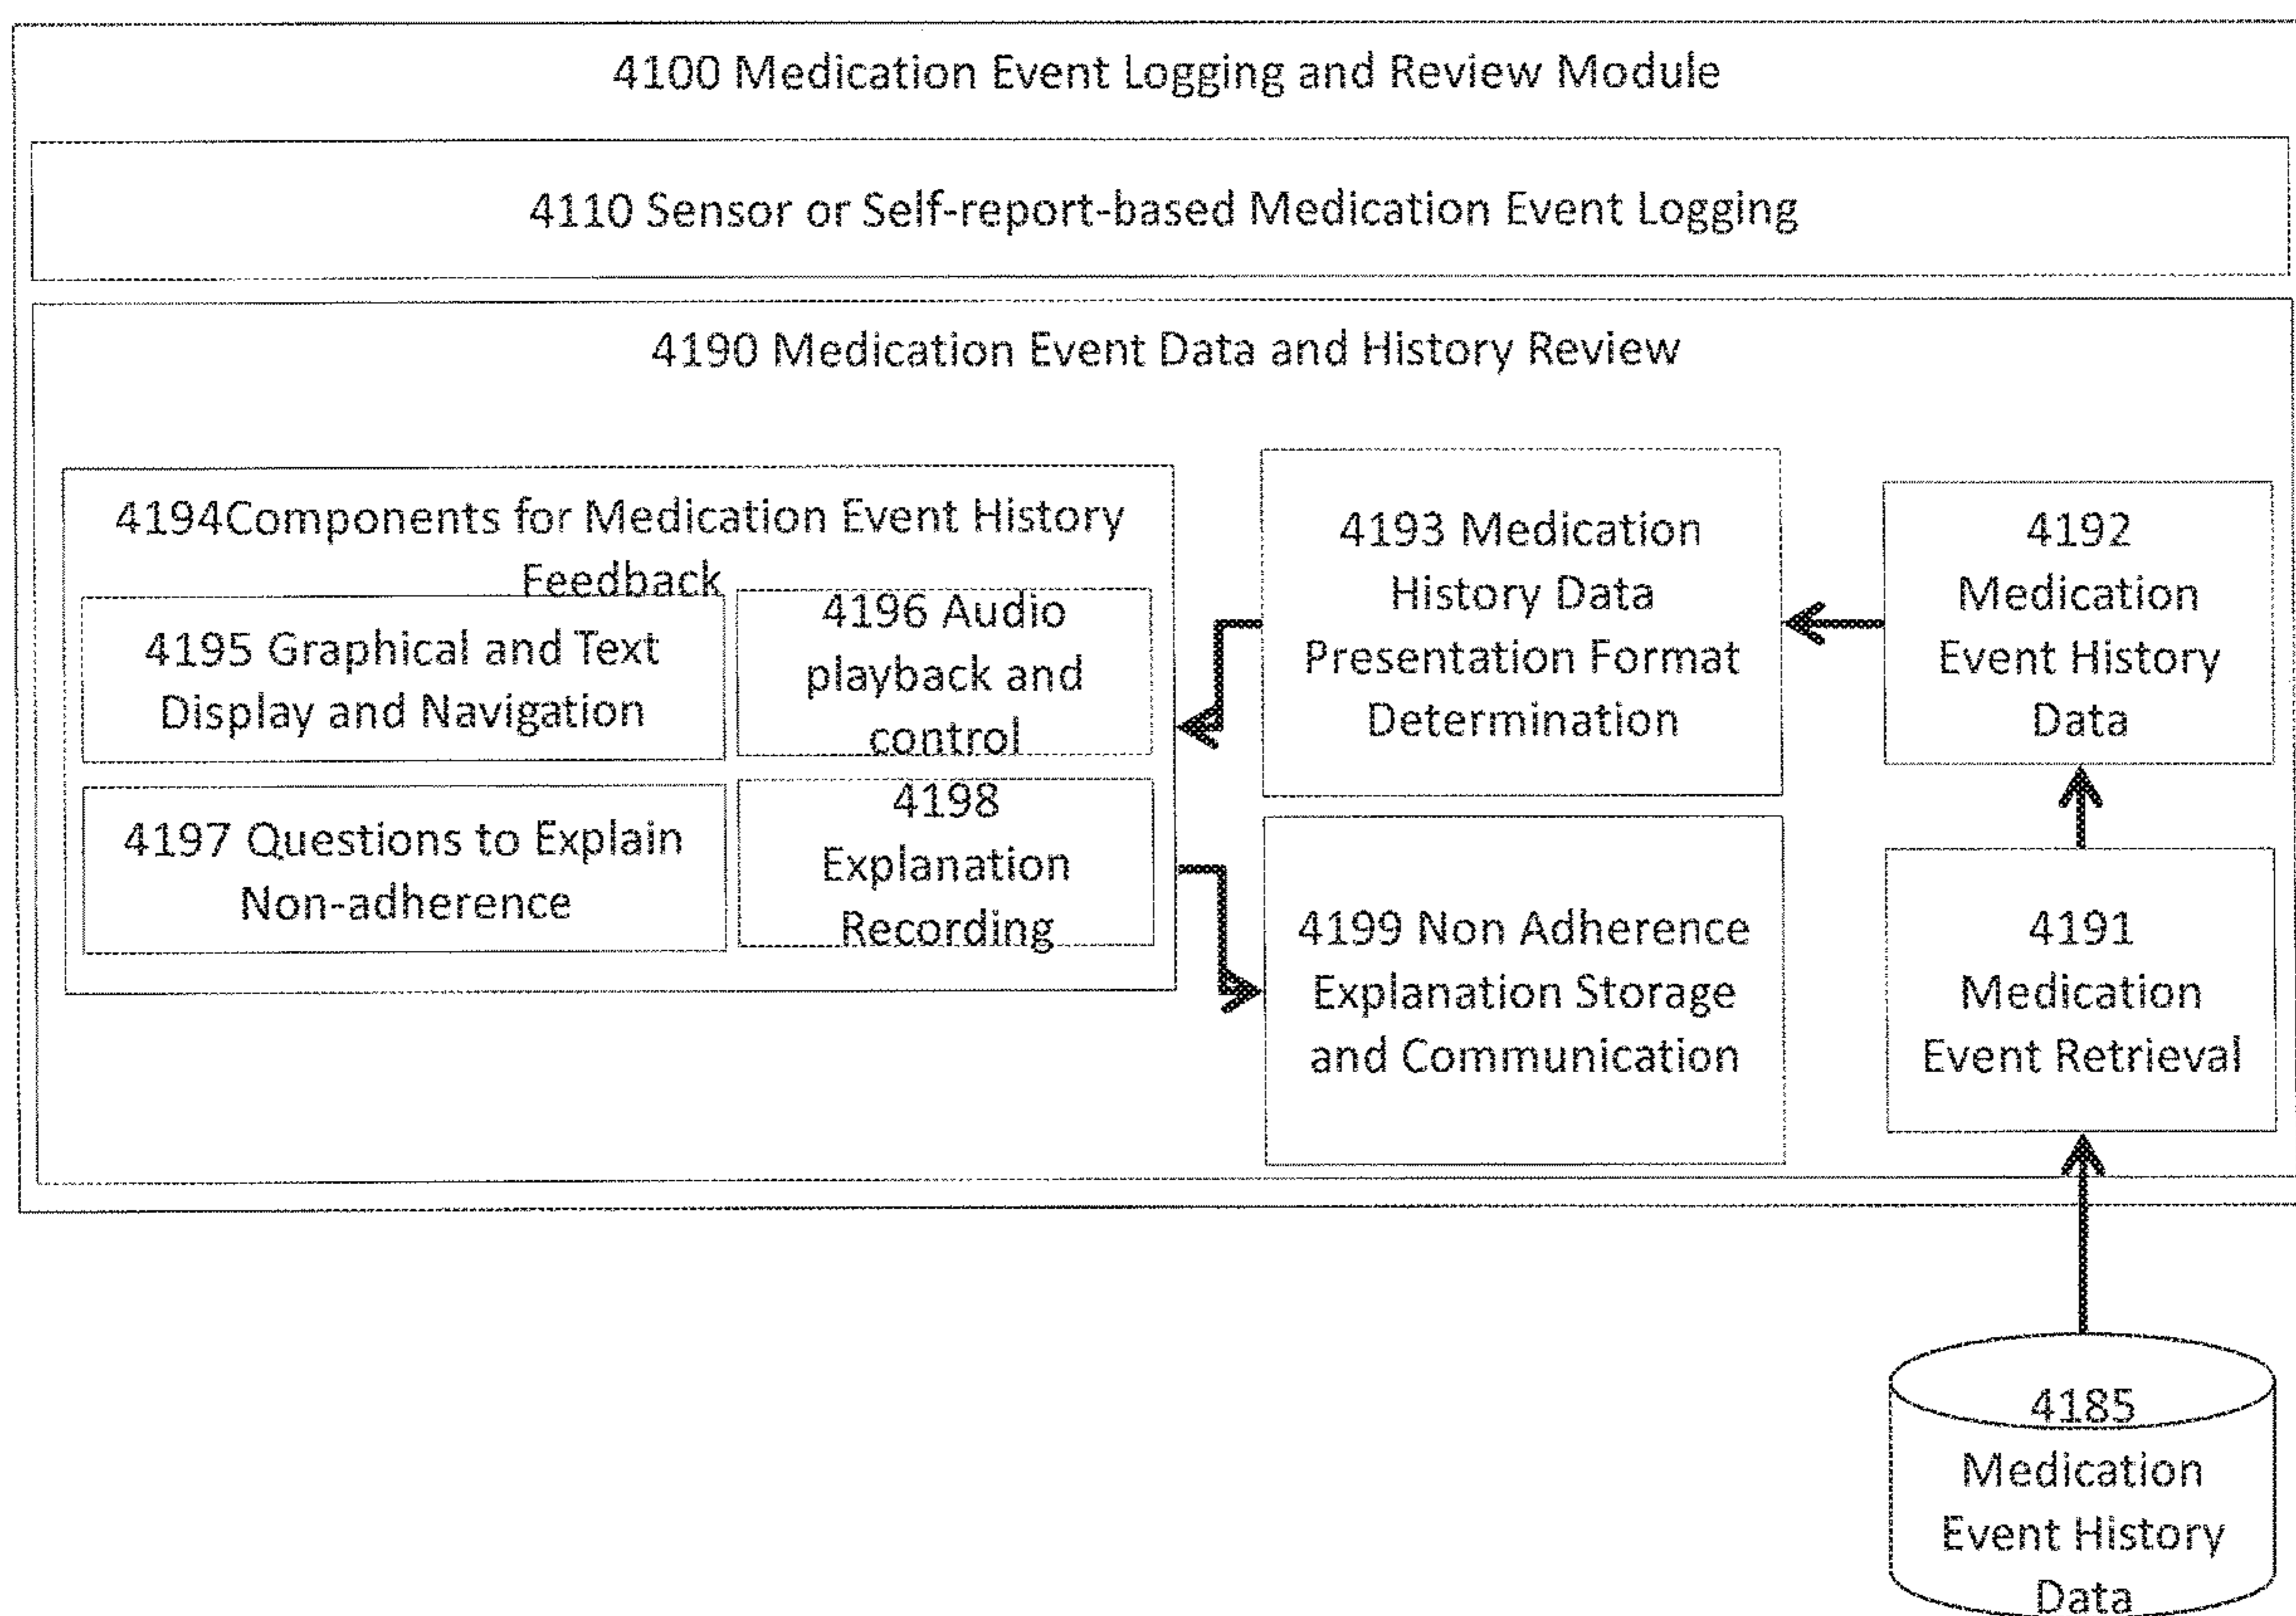 4100 Medication Event Logging and Review Module
4110 Sensor or Self-report-based Medication Event Logging
4190 Medication Event Data and History Review
4194Components for Medication Event History
Feedback
4195 Graphical and Text
Display and Navigation
4196 Audio
playback and
control
4197 Questions to Explain
Non-adherence
4198
Explanation
Recording
4193 Medication
History Data
Presentation Format
Determination
4199 Non Adherence
Explanation Storage
and Communication
4192
Medication
Event History
Data
4191
Medication
Event Retrieval
4185
Medication
Event History
Data